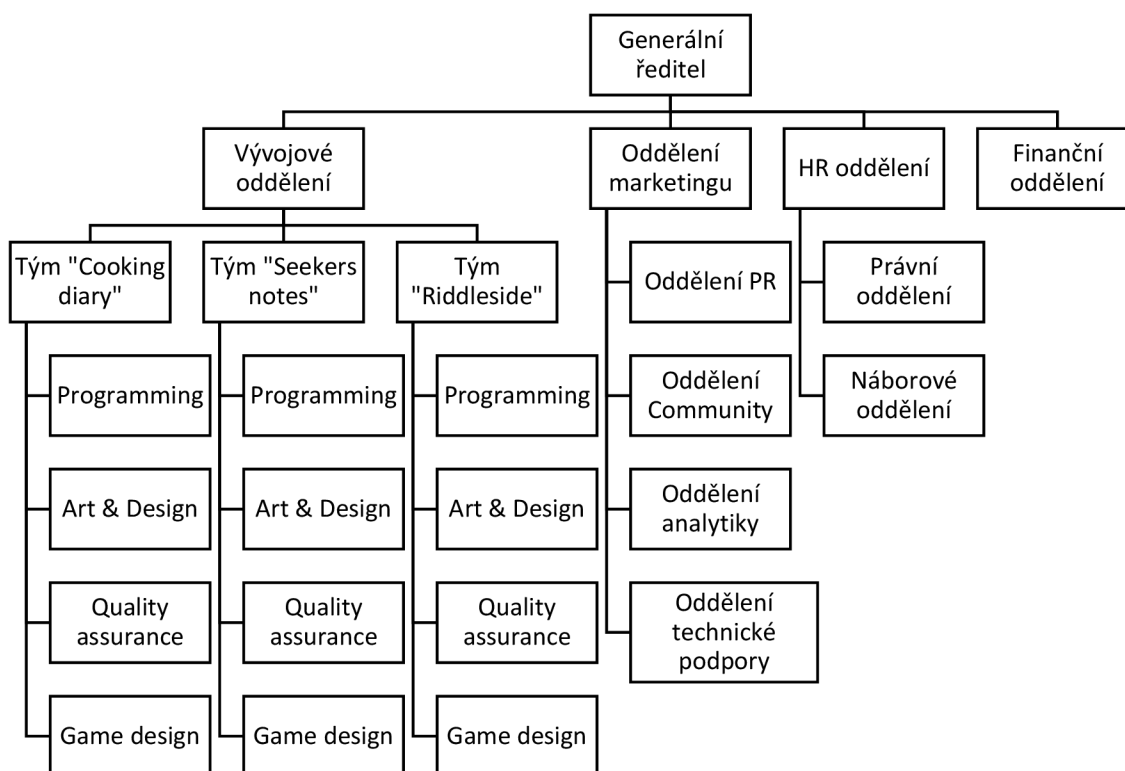 Generální
ředitel
Vývojové
oddělení
Oddělení
marketingu
HR oddělení
Finanční
oddělení
Tým "Cooking
diary"
Tým "Seekers
notes"
Tým
"Riddleside"
Oddělení PR
Právní
oddělení
Programming
Programming
Programming
Oddělení
Community
Náborové
oddělení
Art & Design
Art & Design
Art & Design
Oddělení
analytiky
Quality
assurance
Quality
assurance
Quality
assurance
Oddělení
technické
podpory
Game design
Game design
Game design